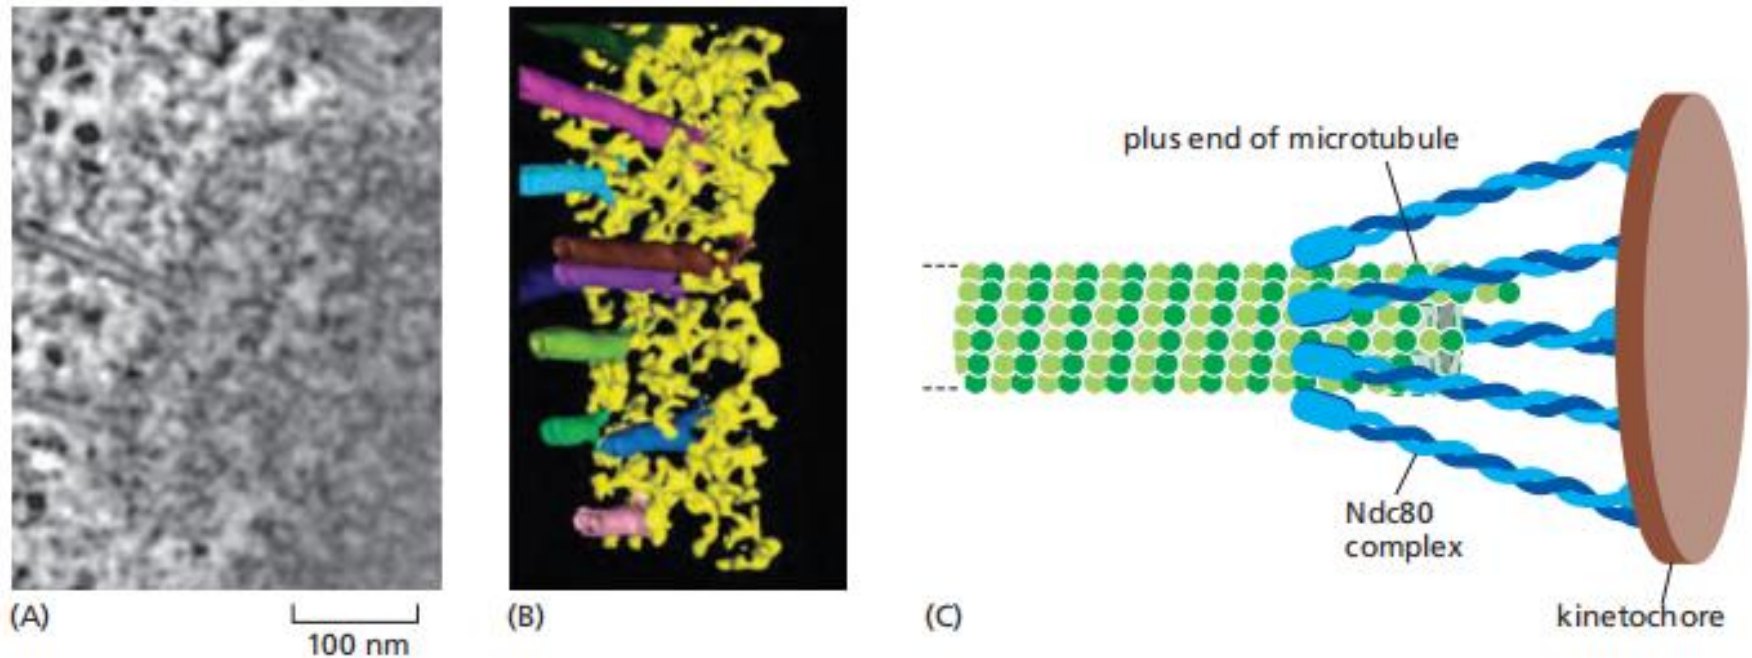 plus end of microtubule
Ndc80
complex
(A)
100 nm
(B)
(C)
kinetochore